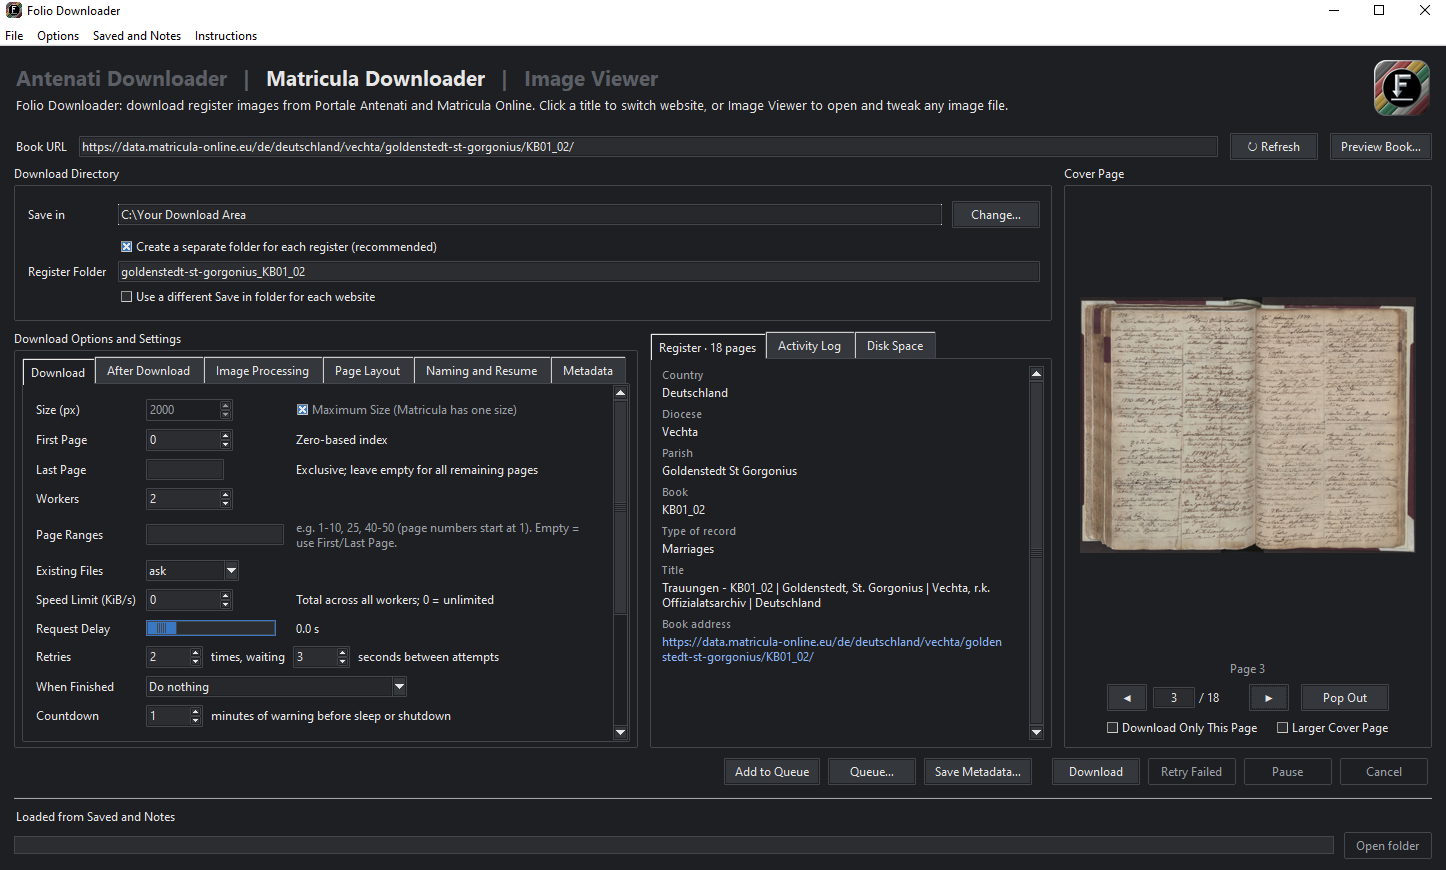 Folio Downloader
File Options Saved and Notes Instructions
Antenati Downloader | Matricula Downloader | Image Viewer
Folio Downloader: download register images from Portale Antenati and Matricula Online. Click a title to switch website, or Image Viewer to open and tweak any image file.
F
Book URL https://data.matricula-online.eu/de/deutschland/vechta/goldenstedt-st-gorgonius/KB01_02/ Refresh Preview Book...
Download Directory
Save in C:\Your Download Area Change...
Create a separate folder for each register (recommended)
Register Folder goldenstedt-st-gorgonius_KB01_02
Use a different Save in folder for each website
Download Options and Settings
Download After Download Image Processing Page Layout Naming and Resume Metadata
Size (px) 2000 Maximum Size (Matricula has one size)
First Page 0 Zero-based index
Last Page Exclusive; leave empty for all remaining pages
Workers 2
Page Ranges e.g. 1-10, 25, 40-50 (page numbers start at 1). Empty =
use First/Last Page.
Existing Files ask
Speed Limit (KiB/s) 0 Total across all workers; 0 = unlimited
Request Delay 0.0 s
Retries 2 times, waiting 3 seconds between attempts
When Finished Do nothing
Countdown 1 minutes of warning before sleep or shutdown
Register · 18 pages Activity Log Disk Space
Country
Deutschland
Diocese
Vechta
Parish
Goldenstedt St Gorgonius
Book
KB01_02
Type of record
Marriages
Title
Trauungen - KB01_02 | Goldenstedt, St. Gorgonius | Vechta, r.k.
Offizialatsarchiv | Deutschland
Book address
https://data.matricula-online.eu/de/deutschland/vechta/golden
stedt-st-gorgonius/KB01_02/
Cover Page
Page 3
3 / 18 Pop Out
Download Only This Page Larger Cover Page
Add to Queue Queue... Save Metadata... Download Retry Failed Pause Cancel
Loaded from Saved and Notes
Open folder